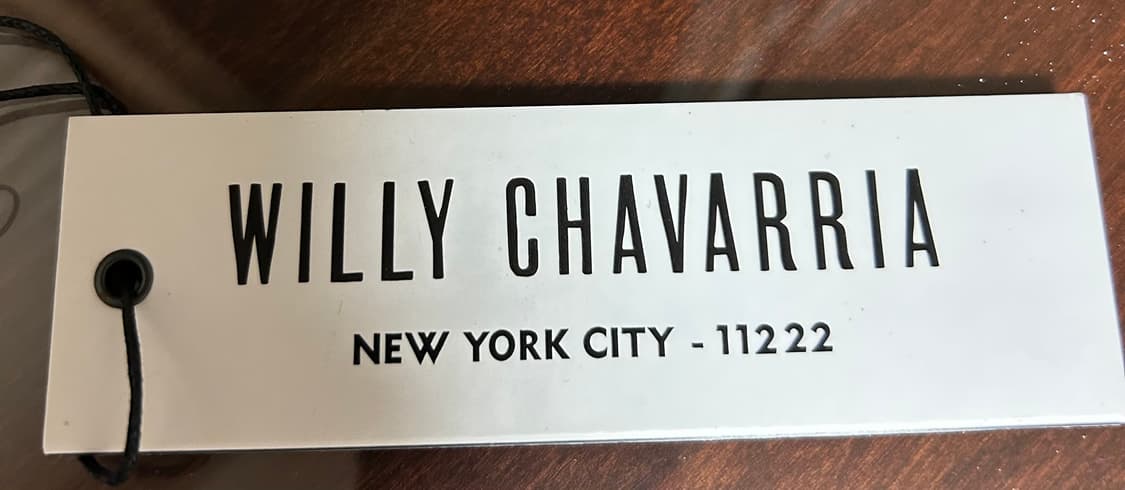 WILLY CHAVARRIA
NEW YORK CITY - 11222